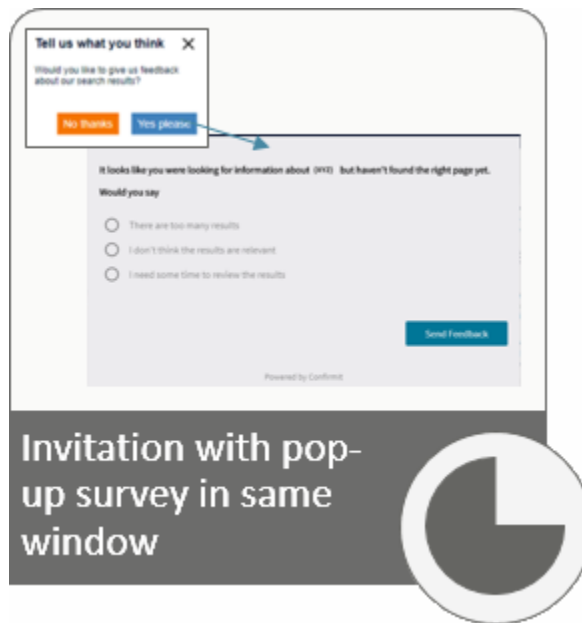 Tell us what you think
Would you like to give us feedback
about our search results?
No thanks
Yes please
It looks like you were looking for information about (XYZ) but haven't found the right page yet.
Would you say
There are too many results
I don't think the results are relevant
I need some time to review the results
Send Feedback
Powered by Confirmit
Invitation with pop-
up survey in same
window